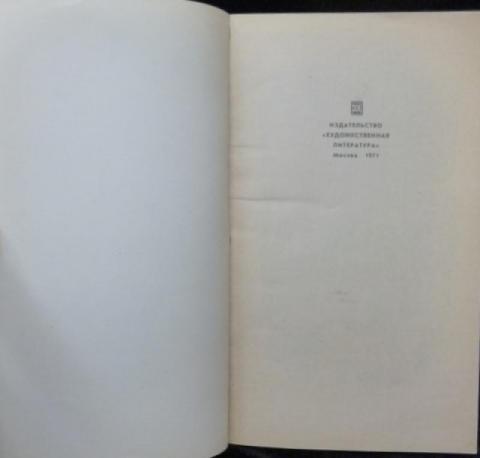 ИЗДАТЕЛЬСТВО
«ХУДОЖЕСТВЕННАЯ
ЛИТЕРАТУРА»
Москва 1971